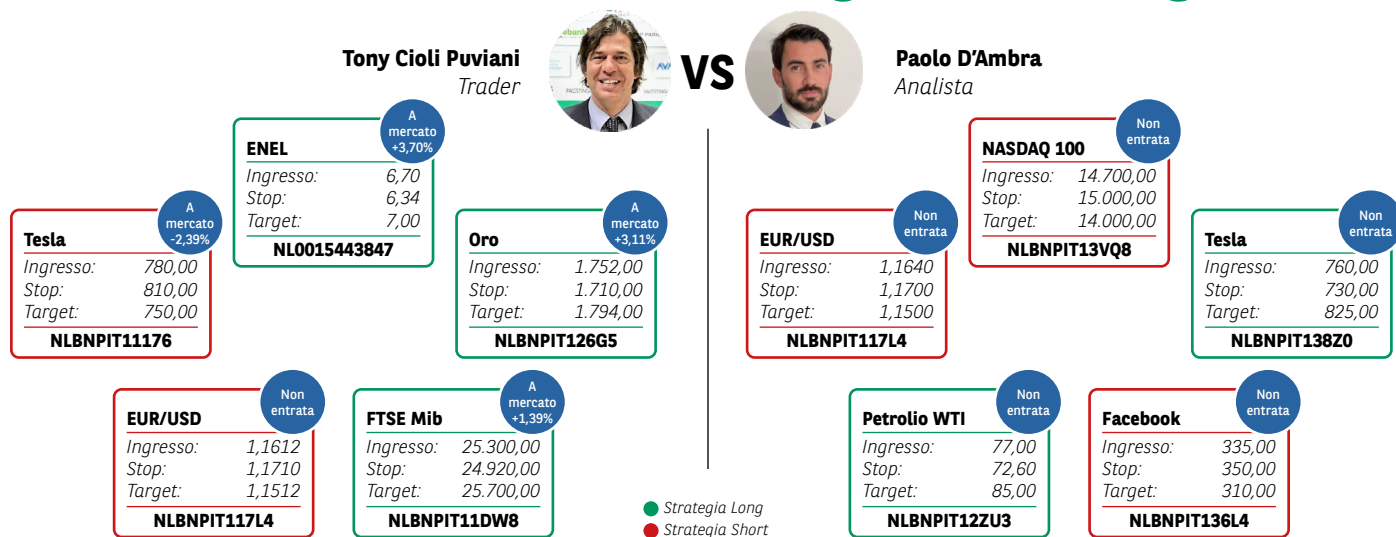 Tony Cioli Puviani
Trader
VS
Paolo D'Ambra
Analista
A
mercato
+3,70%
ENEL
Ingresso: 6,70
Stop: 6,34
Target: 7,00
NL0015443847
A
mercato
-2,39%
Tesla
Ingresso: 780,00
Stop: 810,00
Target: 750,00
NLBNPIT11176
A
mercato
+3,11%
Oro
Ingresso: 1.752,00
Stop: 1.710,00
Target: 1.794,00
NLBNPIT126G5
Non
entrata
EUR/USD
Ingresso: 1,1612
Stop: 1,1710
Target: 1,1512
NLBNPIT117L4
A
mercato
+1,39%
FTSE Mib
Ingresso: 25.300,00
Stop: 24.920,00
Target: 25.700,00
NLBNPIT11DW8
Non
entrata
NASDAQ 100
Ingresso: 14.700,00
Stop: 15.000,00
Target: 14.000,00
NLBNPIT13VQ8
Non
entrata
EUR/USD
Ingresso: 1,1640
Stop: 1,1700
Target: 1,1500
NLBNPIT117L4
Non
entrata
Tesla
Ingresso: 760,00
Stop: 730,00
Target: 825,00
NLBNPIT138Z0
Non
entrata
Petrolio WTI
Ingresso: 77,00
Stop: 72,60
Target: 85,00
NLBNPIT12ZU3
Non
entrata
Facebook
Ingresso: 335,00
Stop: 350,00
Target: 310,00
NLBNPIT136L4
Strategia Long
Strategia Short